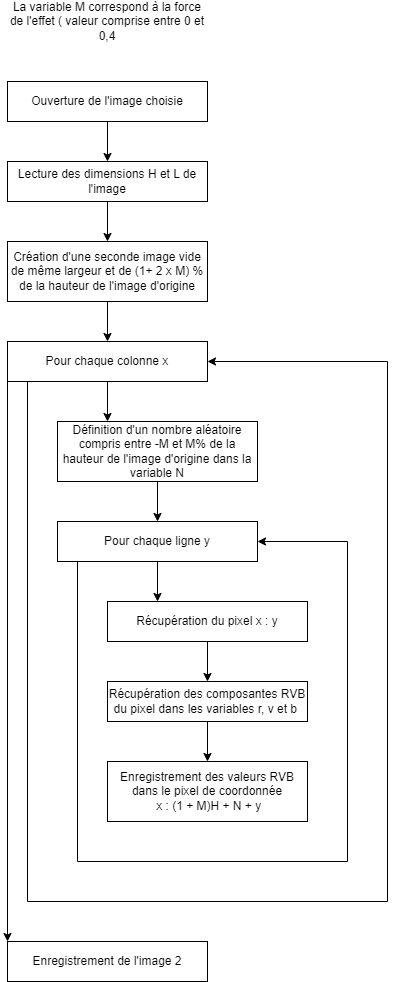 La variable M correspond à la force
de l'effet ( valeur comprise entre 0 et
0,4
Ouverture de l'image choisie
Lecture des dimensions H et L de
l'image
Création d'une seconde image vide
de même largeur et de (1+ 2 x M) %
de la hauteur de l'image d'origine
Pour chaque colonne x
Définition d'un nombre aléatoire
compris entre -M et M% de la
hauteur de l'image d'origine dans la
variable N
Pour chaque ligne y
Récupération du pixel x : y
Récupération des composantes RVB
du pixel dans les variables r, v et b
Enregistrement des valeurs RVB
dans le pixel de coordonnée
x : (1 + M)H + N + y
Enregistrement de l'image 2